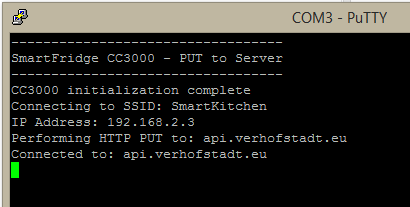 COM3 - PuTTY
----------------------------------
SmartFridge CC3000 - PUT to Server
----------------------------------
CC3000 initialization complete
Connecting to SSID: SmartKitchen
IP Address: 192.168.2.3
Performing HTTP PUT to: api.verhofstadt.eu
Connected to: api.verhofstadt.eu